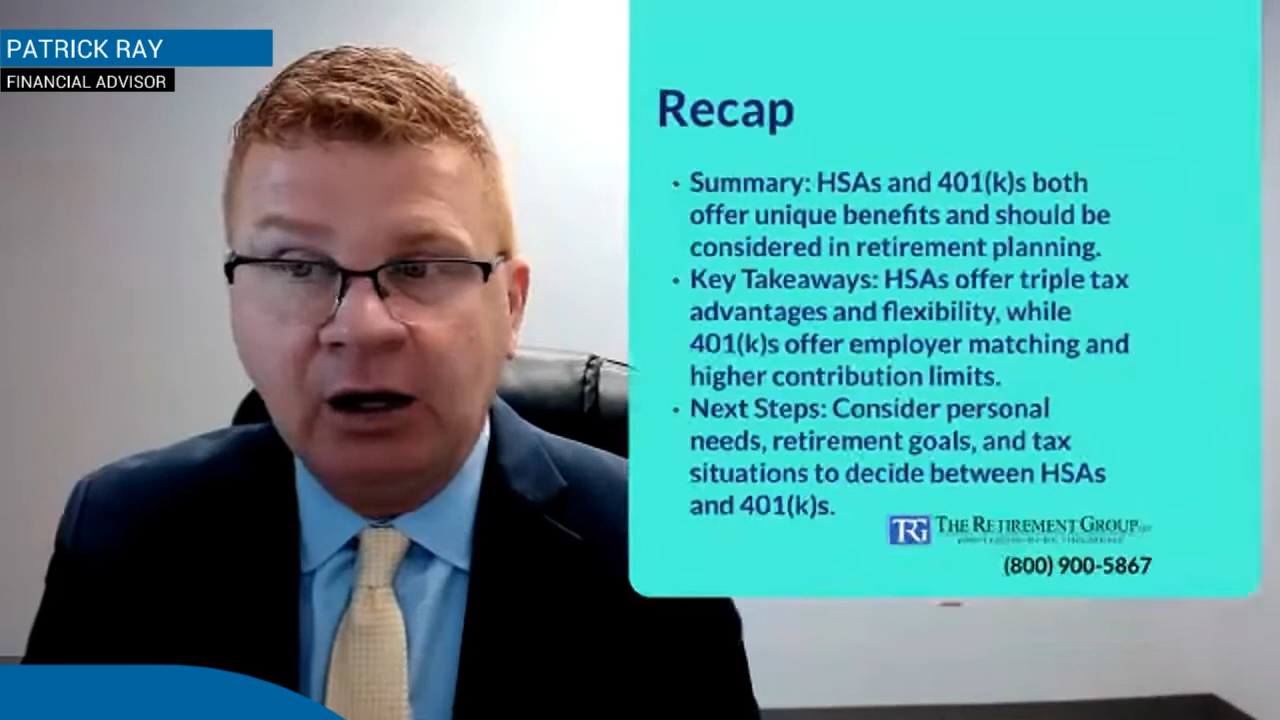 PATRICK RAY
FINANCIAL ADVISOR
Recap
· Summary: HSAs and 401(k)s both
offer unique benefits and should be
considered in retirement planning.
· Key Takeaways: HSAs offer triple tax
advantages and flexibility, while
401(k)s offer employer matching and
higher contribution limits.
· Next Steps: Consider personal
needs, retirement goals, and tax
situations to decide between HSAs
and 401(k)s.
TRG THE RETIREMENT GROUP
(800) 900-5867